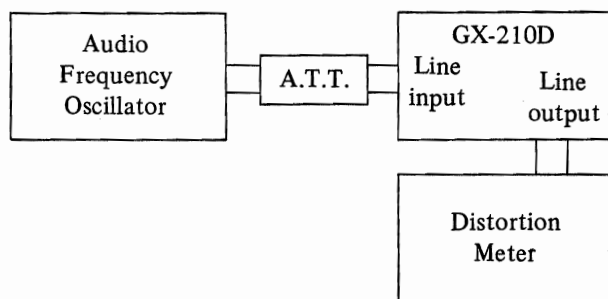 Audio
Frequency
Oscillator
A.T.T.
GX-210D
Line
input
Line
output
Distortion
Meter